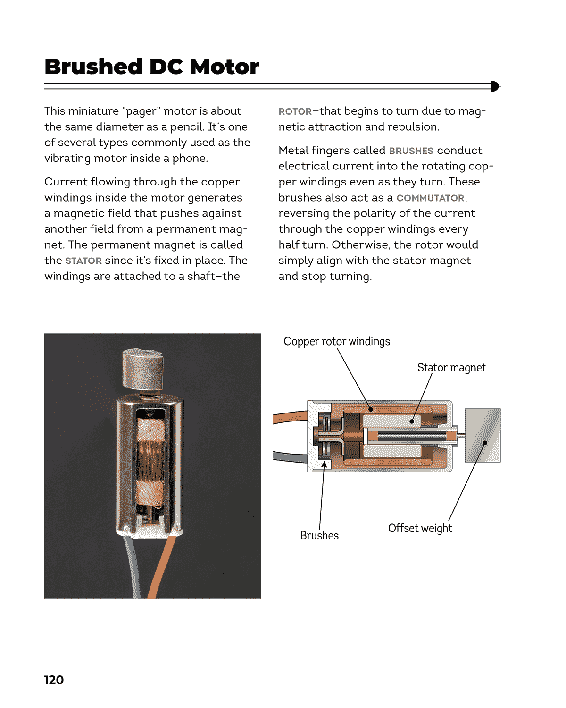 Brushed DC Motor
This miniature "pager" motor is about
the same diameter as a pencil. It's one
of several types commonly used as the
vibrating motor inside a phone.
Current flowing through the copper
windings inside the motor generates
a magnetic field that pushes against
another field from a permanent mag-
net. The permanent magnet is called
the STATOR since it's fixed in place. The
windings are attached to a shaft—the
ROTOR—that begins to turn due to mag-
netic attraction and repulsion.
Metal fingers called BRUSHES conduct
electrical current into the rotating cop-
per windings even as they turn. These
brushes also act as a COMMUTATOR,
reversing the polarity of the current
through the copper windings every
half turn. Otherwise, the rotor would
simply align with the stator magnet
and stop turning.
Copper rotor windings
Stator magnet
Brushes
Offset weight
120